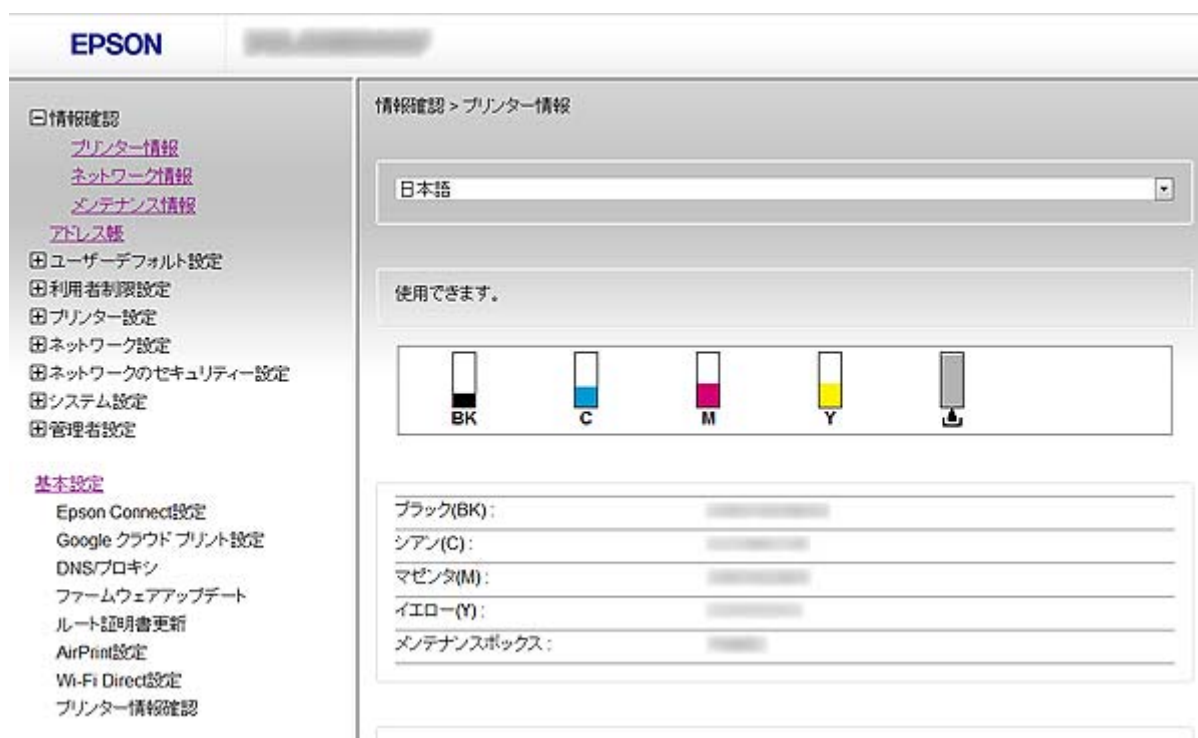 EPSON
情報確認
プリンター情報
ネットワーク情報
メンテナンス情報
アドレス帳
ユーザーデフォルト設定
利用者制限設定
プリンター設定
ネットワーク設定
ネットワークのセキュリティー設定
システム設定
管理者設定
基本設定
Epson Connect設定
Google クラウド プリント設定
DNS/プロキシ
ファームウェアアップデート
ルート証明書更新
AirPrint設定
Wi-Fi Direct設定
プリンター情報確認
情報確認 > プリンター情報
日本語
使用できます。
BK C M Y
ブラック(BK) :
シアン(C) :
マゼンタ(M) :
イエロー(Y) :
メンテナンスボックス :